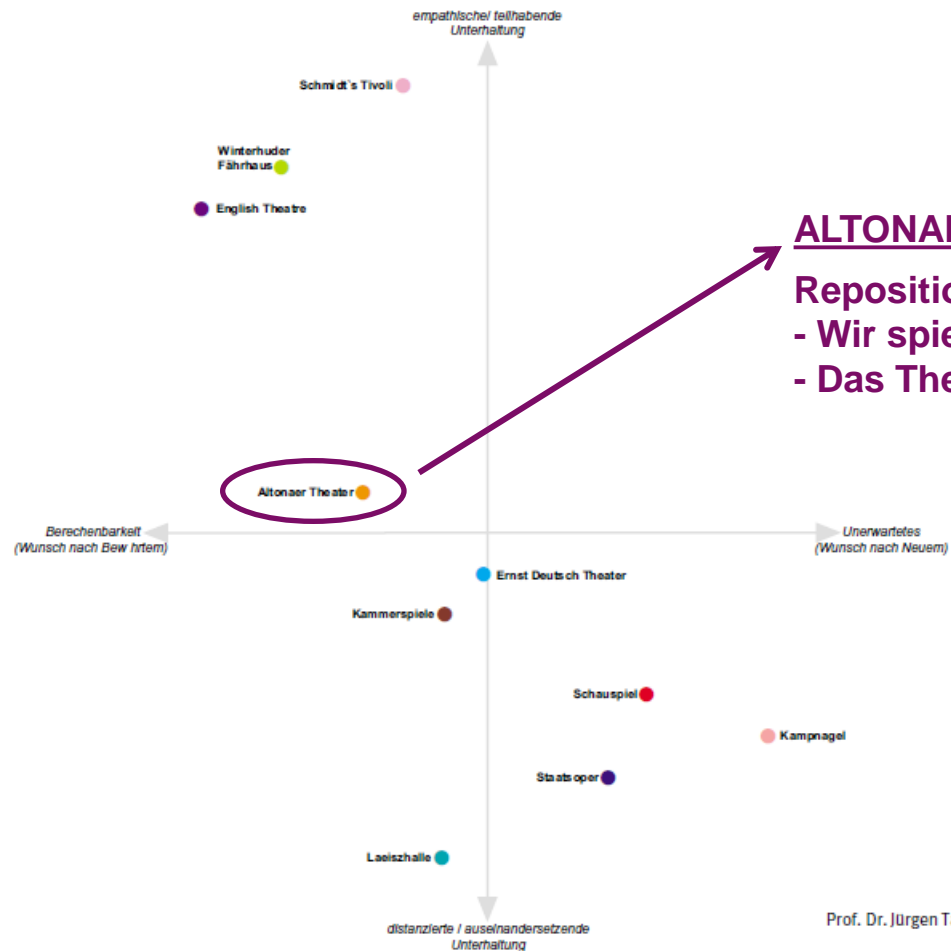 empathische/ teilhabende
Unterhaltung
Schmidt`s Tivoli
Winterhuder
Fährhaus
English Theatre
ALTONAE
Repositio
- Wir spie
- Das The
Altonaer Theater
Berechenbarkeit
(Wunsch nach Bew hrtem)
Unerwartetes
(Wunsch nach Neuem)
Ernst Deutsch Theater
Kammerspiele
Schauspiel
Kampnagel
Staatsoper
Laeiszhalle
distanzierte / auseinandersetzende
Unterhaltung
Prof. Dr. Jürgen T